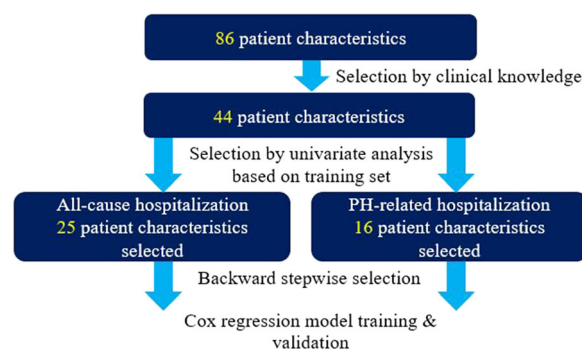 86 patient characteristics
Selection by clinical knowledge
44 patient characteristics
Selection by univariate analysis
based on training set
All-cause hospitalization
25 patient characteristics
selected
PH-related hospitalization
16 patient characteristics
selected
Backward stepwise selection
Cox regression model training &
validation